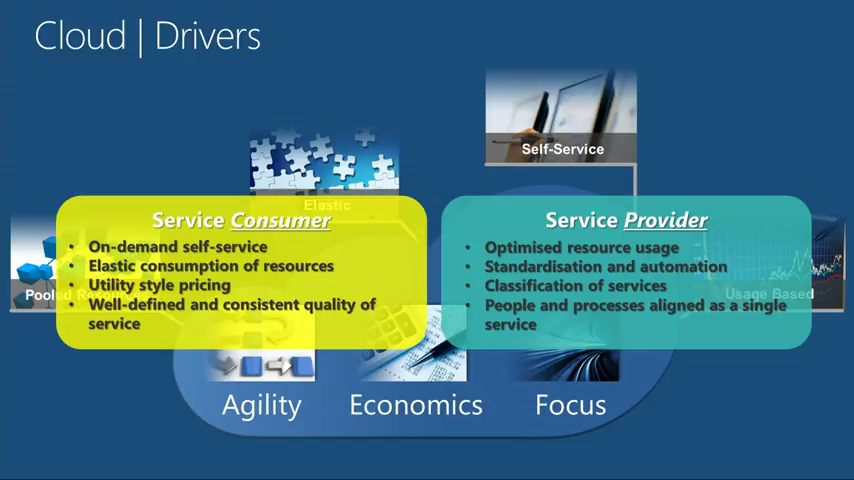 Cloud | Drivers
Self-Service
Elastic
Service Consumer
• On-demand self-service
• Elastic consumption of resources
• Utility style pricing
• Well-defined and consistent quality of
service
Service Provider
• Optimised resource usage
• Standardisation and automation
• Classification of services
• People and processes aligned as a single
service
Pooled
Usage Based
Agility
Economics
Focus